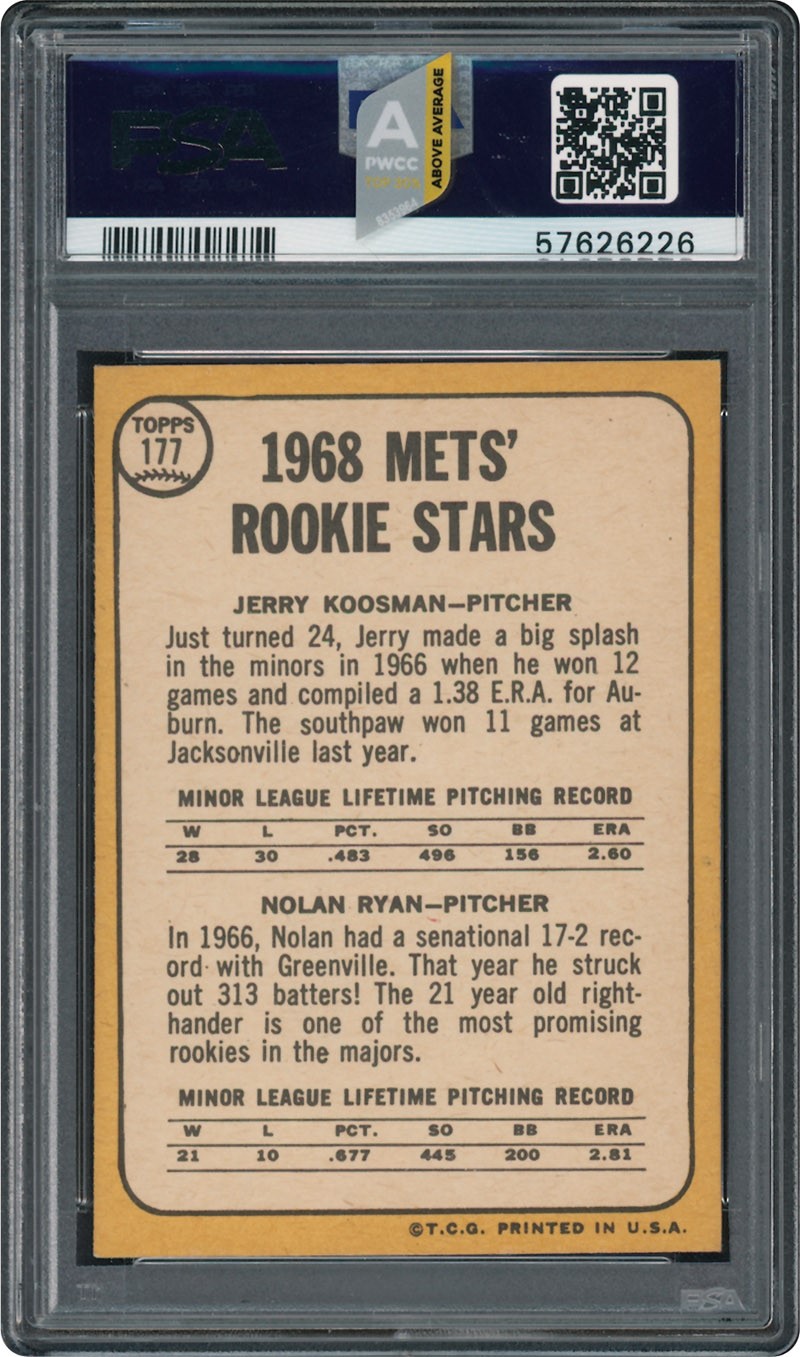 PSA
A
PWCC
ABOVE AVERAGE
8353964
57626226
TOPPS
177
1968 METS'
ROOKIE STARS
JERRY KOOSMAN—PITCHER
Just turned 24, Jerry made a big splash
in the minors in 1966 when he won 12
games and compiled a 1.38 E.R.A. for Au-
burn. The southpaw won 11 games at
Jacksonville last year.
MINOR LEAGUE LIFETIME PITCHING RECORD
W L PCT. SO BB ERA
28 30 .483 496 156 2.60
NOLAN RYAN—PITCHER
In 1966, Nolan had a senational 17-2 rec-
ord with Greenville. That year he struck
out 313 batters! The 21 year old right-
hander is one of the most promising
rookies in the majors.
MINOR LEAGUE LIFETIME PITCHING RECORD
W L PCT. SO BB ERA
21 10 .677 445 200 2.81
©T.C.G. PRINTED IN U.S.A.
PSA